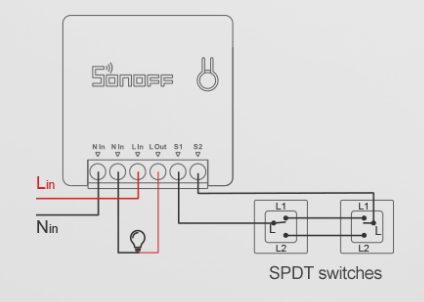 SonoFF
N In N In L In L Out S1 S2
Lin
Nin
L1 L1
L L
L2 L2
SPDT switches